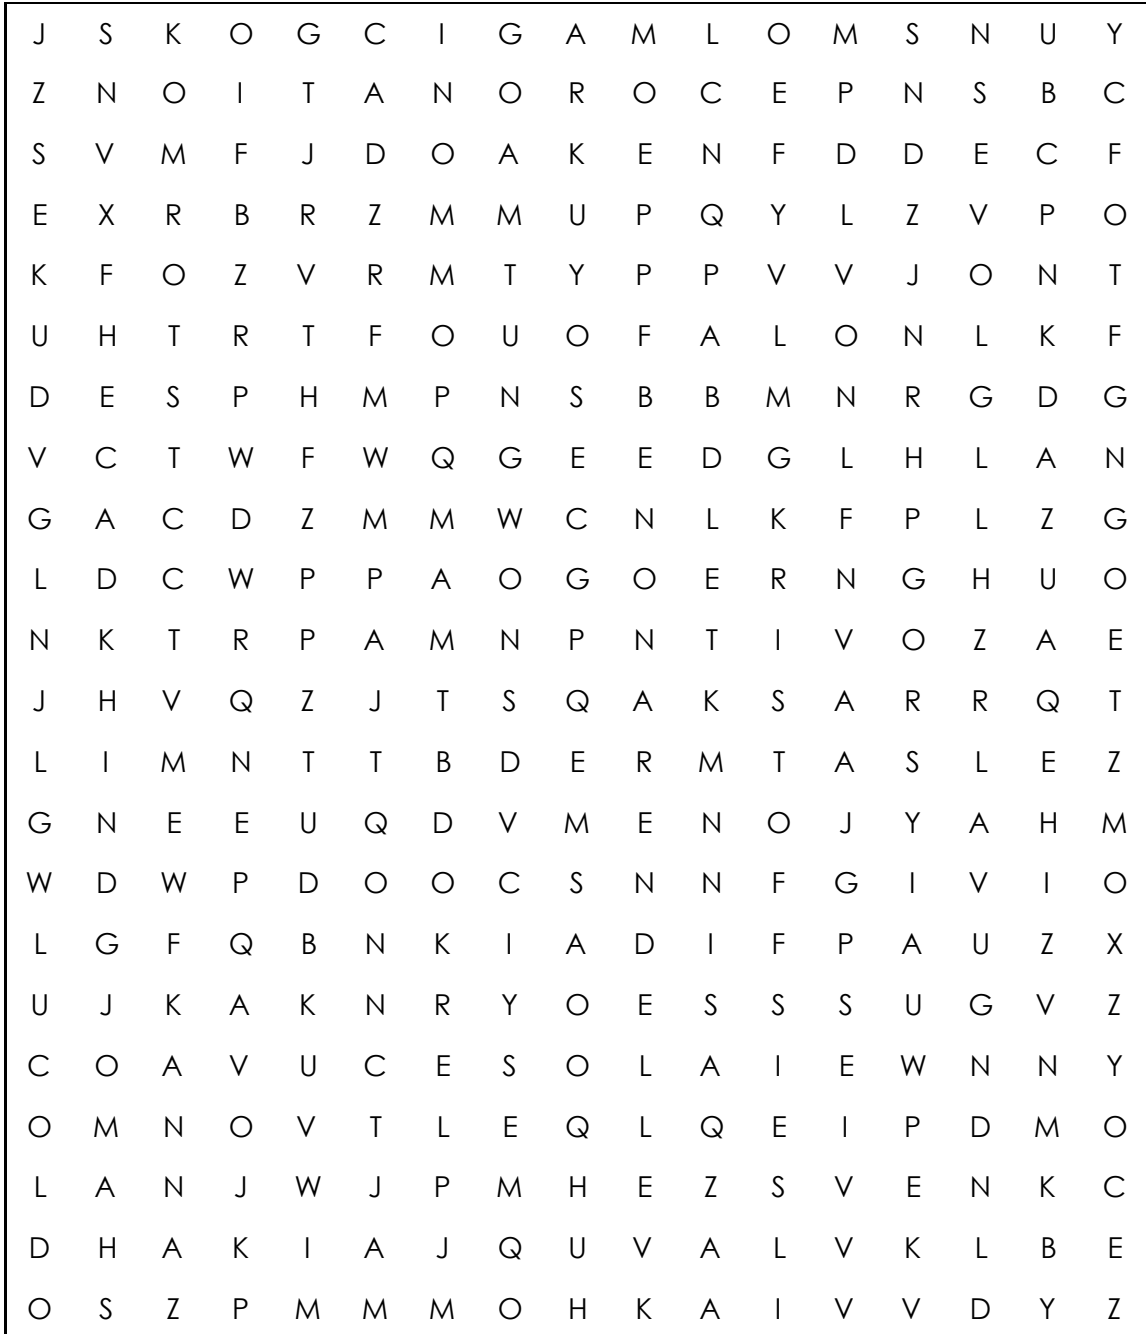 J S K O G C I G A M L O M S N U Y
Z N O I T A N O R O C E P N S B C
S V M F J D O A K E N F D D E C F
E X R B R Z M M U P Q Y L Z V P O
K F O Z V R M T Y P P V V J O N T
U H T R T F O U O F A L O N L K F
D E S P H M P N S B B M N R G D G
V C T W F W Q G E E D G L H L A N
G A C D Z M M W C N L K F P L Z G
L D C W P P A O G O E R N G H U O
N K T R P A M N P N T I V O Z A E
J H V Q Z J T S Q A K S A R R Q T
L I M N T T B D E R M T A S L E Z
G N E E U Q D V M E N O J Y A H M
W D W P D O O C S N N F G I V I O
L G F Q B N K I A D I F P A U Z X
U J K A K N R Y O E S S S U G V Z
C O A V U C E S O L A I E W N N Y
O M N O V T L E Q L Q E I P D M O
L A N J W J P M H E Z S V E N K C
D H A K I A J Q U V A L V K L B E
O S Z P M M M O H K A I V V D Y Z